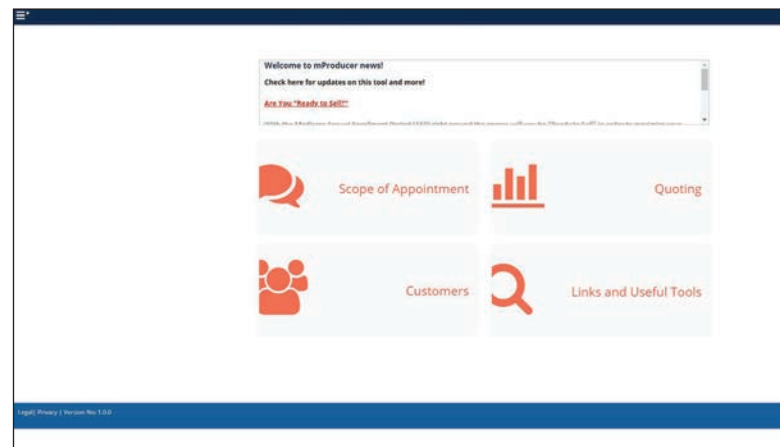 Welcome to mProducer news!
Check here for updates on this tool and more!
Are You "Ready to Sell?"
Scope of Appointment
Quoting
Customers
Links and Useful Tools
Legal| Privacy | Version No: 1.0.0